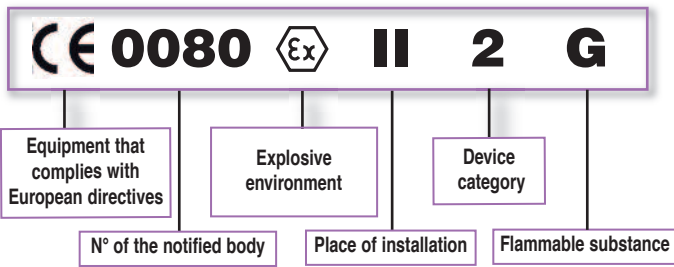 CE 0080 Ex II 2 G
Equipment that
complies with
European directives
Explosive
environment
Device
category
N° of the notified body
Place of installation
Flammable substance